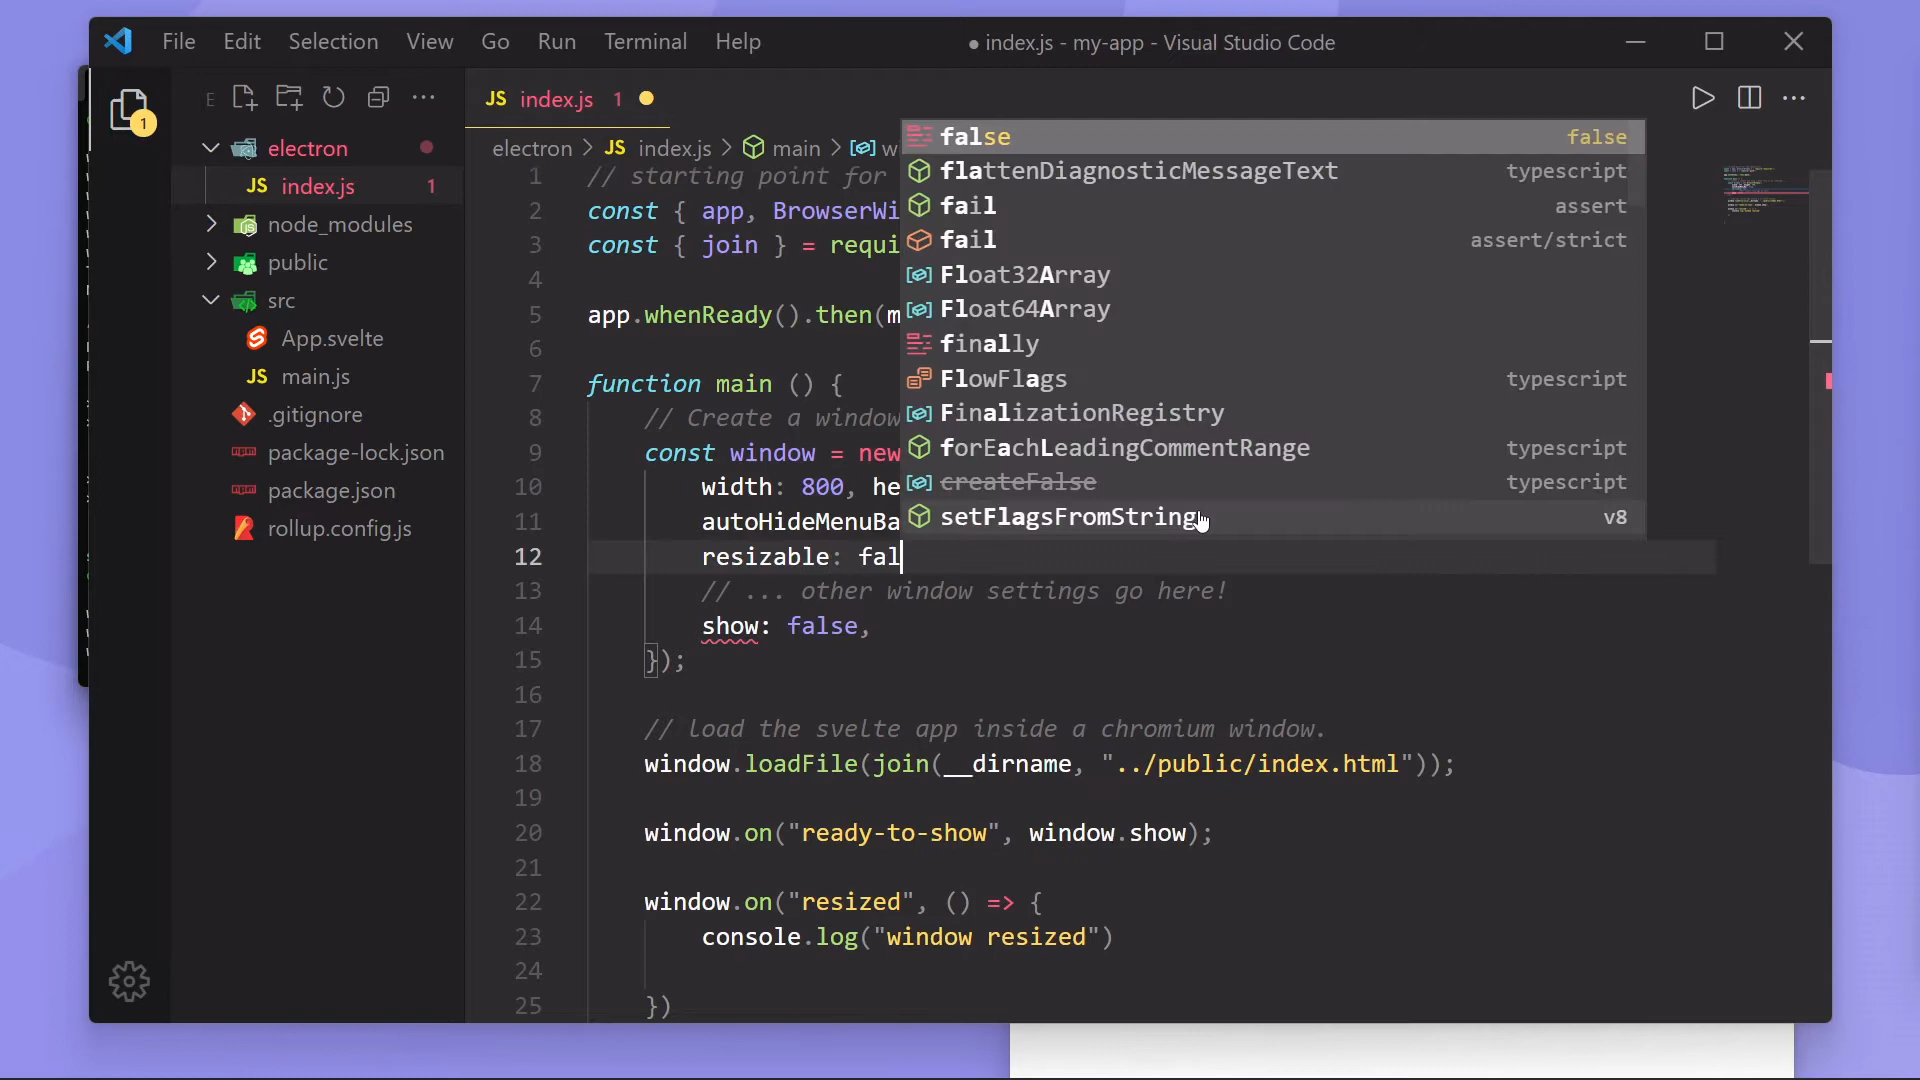 File Edit Selection View Go Run Terminal Help
● index.js - my-app - Visual Studio Code
E
1
JS index.js 1
electron
JS index.js 1
node_modules
public
src
App.svelte
JS main.js
.gitignore
package-lock.json
package.json
rollup.config.js
electron > JS index.js > main > w
1 // starting point for
2 const { app, BrowserWi
3 const { join } = requi
4
5 app.whenReady().then(m
6
7 function main () {
8 // Create a window
9 const window = new
10 width: 800, he
11 autoHideMenuBa
12 resizable: fal
13 // ... other window settings go here!
14 show: false,
15 });
16
17 // load the svelte app inside a chromium window.
18 window.loadFile(join(__dirname, "../public/index.html"));
19
20 window.on("ready-to-show", window.show);
21
22 window.on("resized", () => {
23 console.log("window resized")
24
25 })
false false
flattenDiagnosticMessageText typescript
fail assert
fail assert/strict
Float32Array
Float64Array
finally
FlowFlags typescript
FinalizationRegistry
forEachLeadingCommentRange typescript
createFalse typescript
setFlagsFromString v8